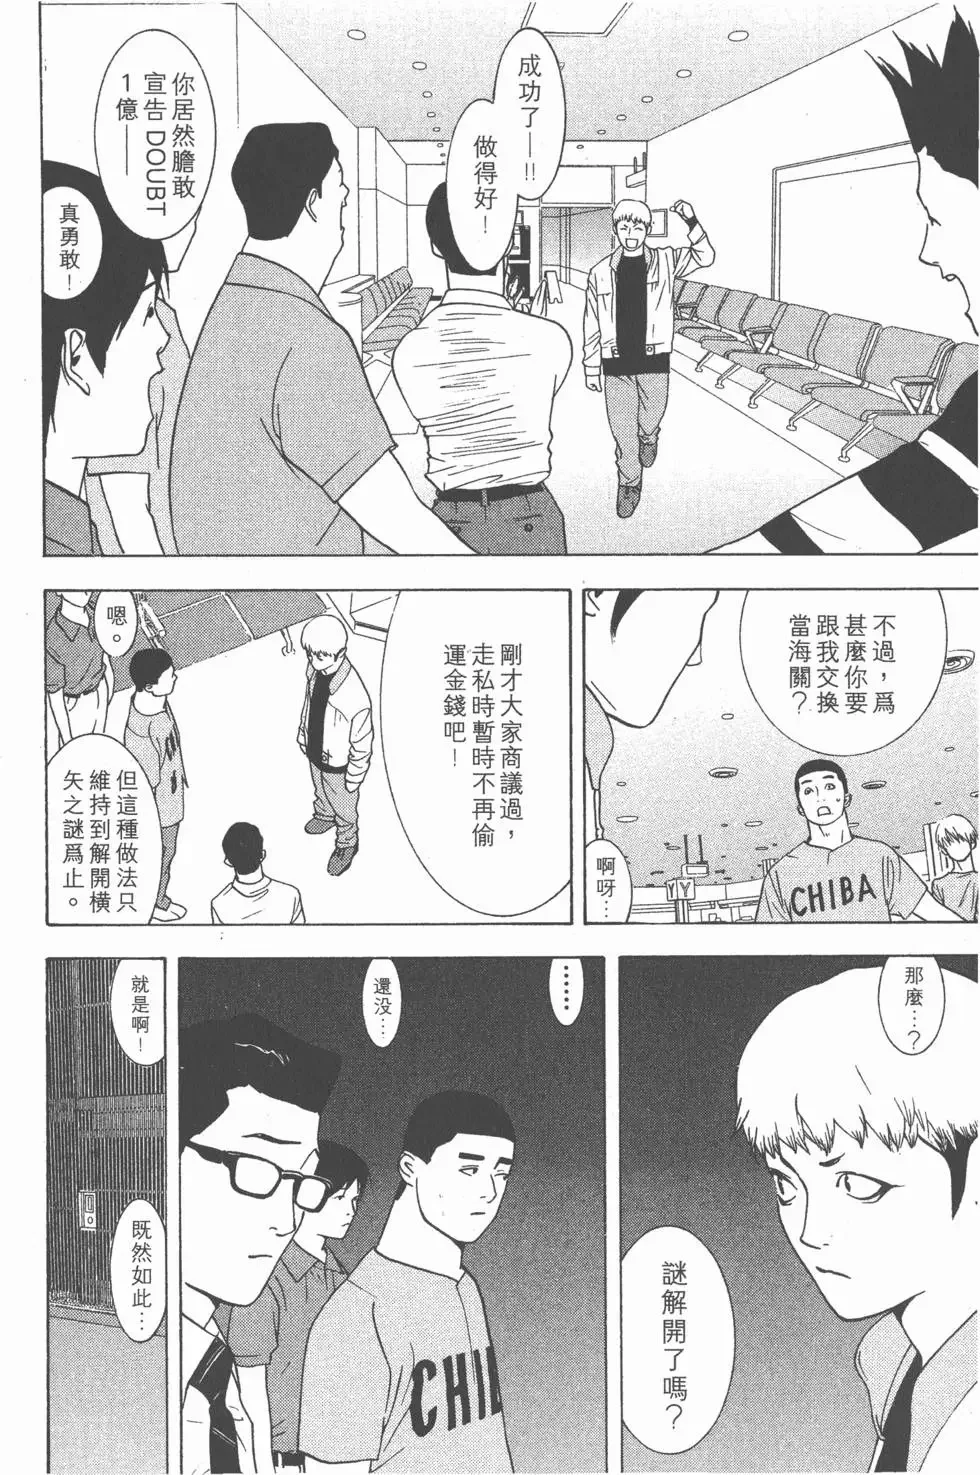 成功了──!!
做得好！
你居然膽敢
宣告DOUBT
1億──
真勇敢！
不過，爲
甚麼你要
跟我交換
當海關？
啊呀…
CHIBA
剛才大家商議過，
走私時暫時不再偷
運金錢吧！
嗯。
但這種做法只
維持到解開橫
矢之謎爲止。
那麼…？
謎解開了嗎？
……
還没…
CHIB
就是啊！
既然如此…